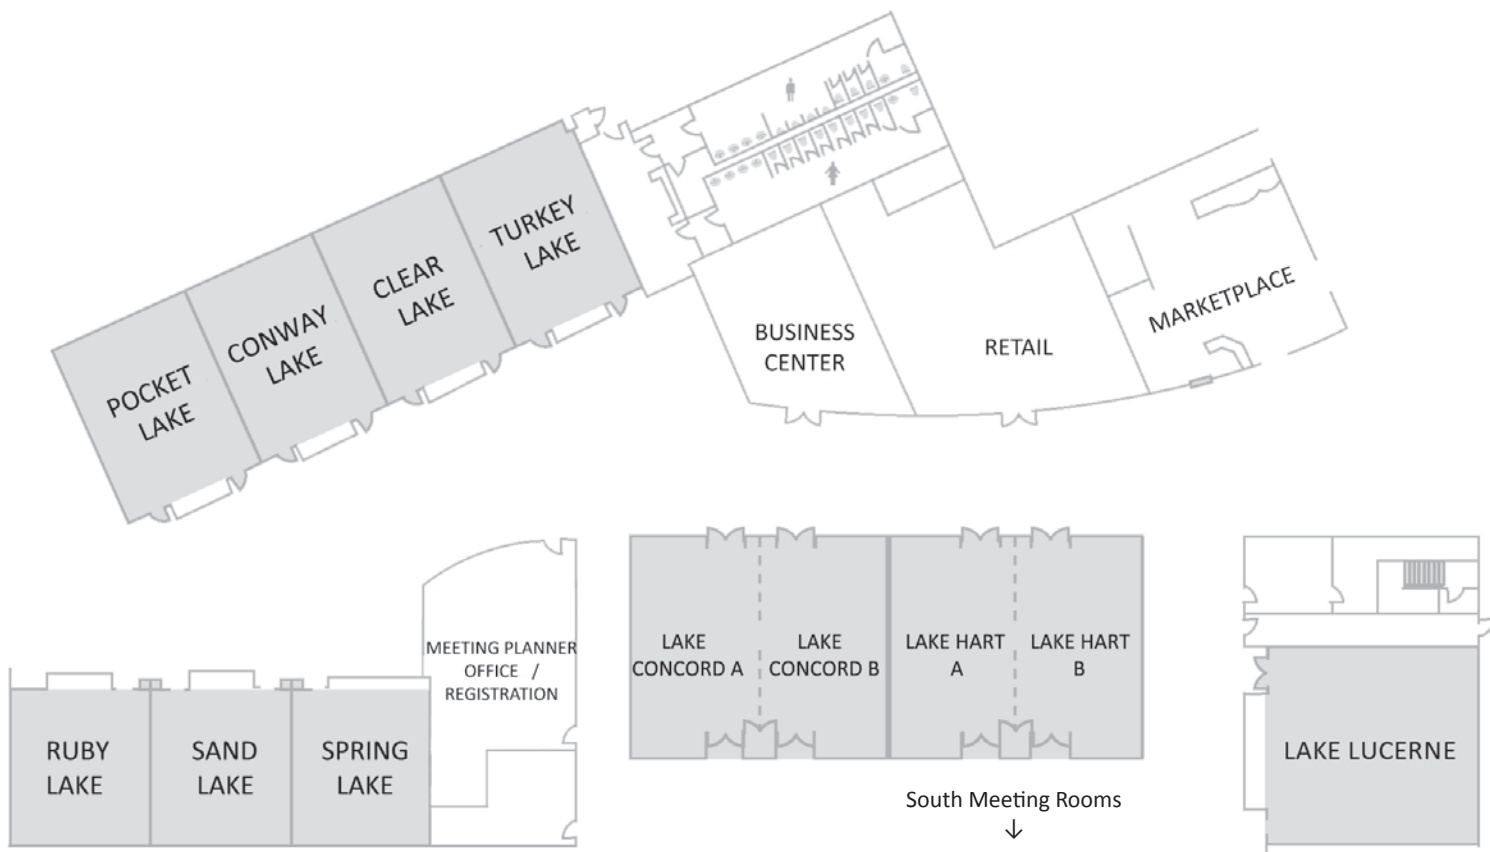 TURKEY
LAKE
CLEAR
LAKE
CONWAY
LAKE
POCKET
LAKE
BUSINESS
CENTER
RETAIL
MARKETPLACE
MEETING PLANNER
OFFICE /
REGISTRATION
RUBY
LAKE
SAND
LAKE
SPRING
LAKE
LAKE
CONCORD A
LAKE
CONCORD B
LAKE HART
A
LAKE HART
B
LAKE LUCERNE
South Meeting Rooms
↓